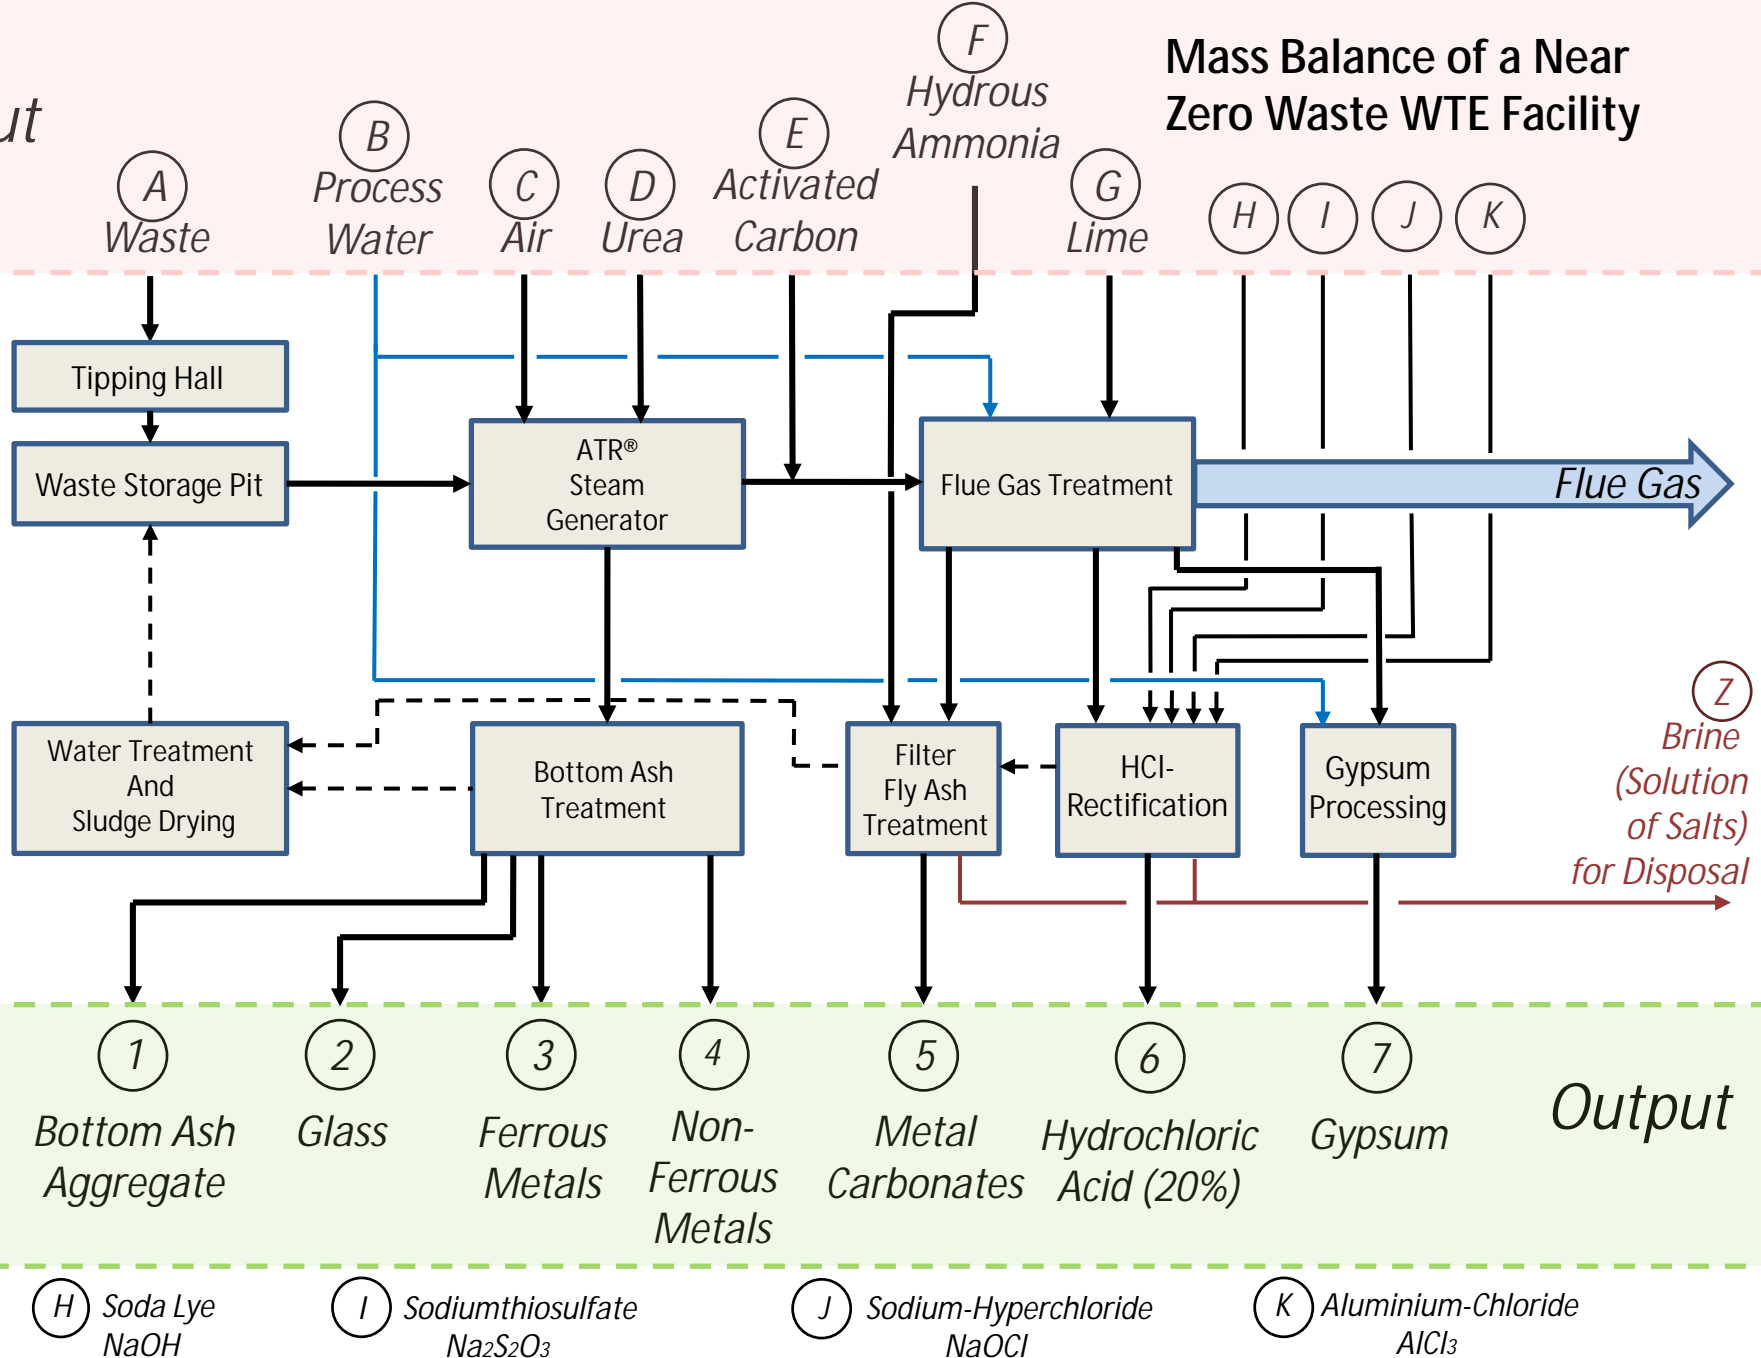 Mass Balance of a Near
Zero Waste WTE Facility
ut
A
Waste
B
Process
Water
C
Air
D
Urea
E
Activated
Carbon
F
Hydrous
Ammonia
G
Lime
H
I
J
K
Tipping Hall
Waste Storage Pit
ATR®
Steam
Generator
Flue Gas Treatment
Flue Gas
Water Treatment
And
Sludge Drying
Bottom Ash
Treatment
Filter
Fly Ash
Treatment
HCl-
Rectification
Gypsum
Processing
Z
Brine
(Solution
of Salts)
for Disposal
1
Bottom Ash
Aggregate
2
Glass
3
Ferrous
Metals
4
Non-
Ferrous
Metals
5
Metal
Carbonates
6
Hydrochloric
Acid (20%)
7
Gypsum
Output
H Soda Lye
NaOH
I Sodiumthiosulfate
Na₂S₂O₃
J Sodium-Hyperchloride
NaOCl
K Aluminium-Chloride
AlCl₃